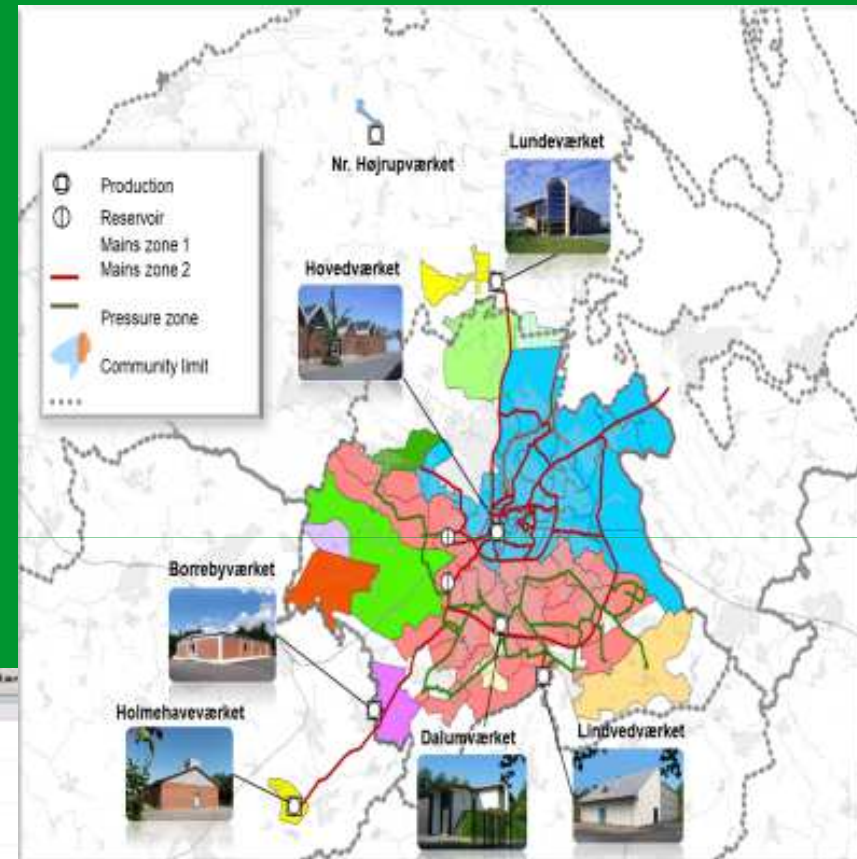 Production
Reservoir
Mains zone 1
Mains zone 2
Pressure zone
Community limit
Nr. Højrupværket
Lundeværket
Hovedværket
Borrebyværket
Holmehaveværket
Dalumværket
Lindvedværket